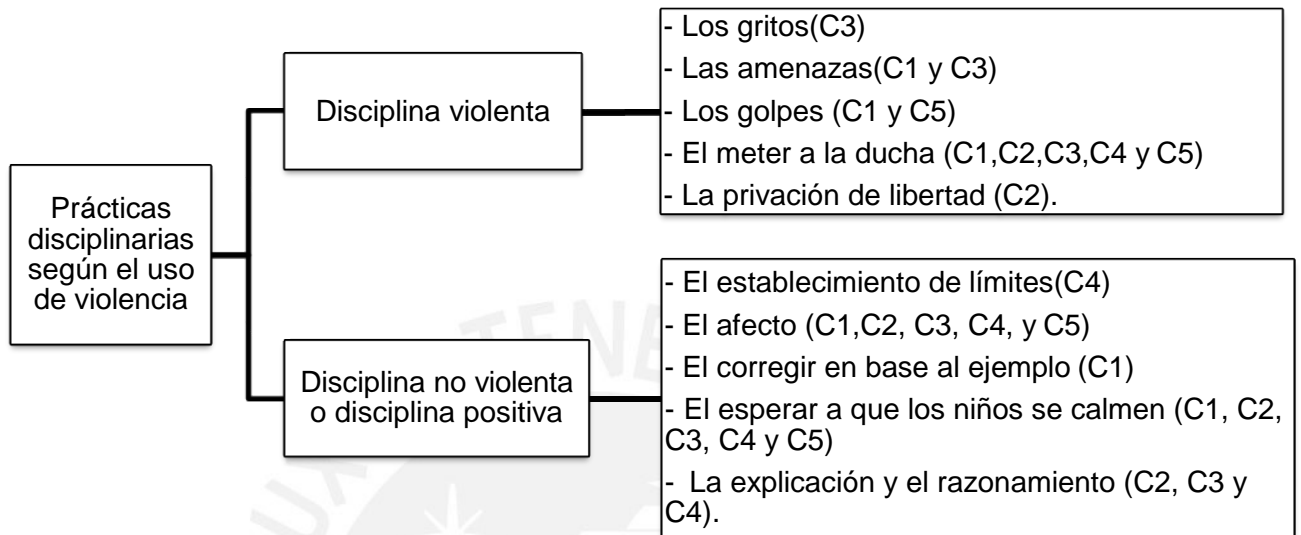 Prácticas
disciplinarias
según el uso
de violencia
Disciplina violenta
- Los gritos(C3)
- Las amenazas(C1 y C3)
- Los golpes (C1 y C5)
- El meter a la ducha (C1,C2,C3,C4 y C5)
- La privación de libertad (C2).
Disciplina no violenta
o disciplina positiva
- El establecimiento de límites(C4)
- El afecto (C1,C2, C3, C4, y C5)
- El corregir en base al ejemplo (C1)
- El esperar a que los niños se calmen (C1, C2,
C3, C4 y C5)
- La explicación y el razonamiento (C2, C3 y
C4).